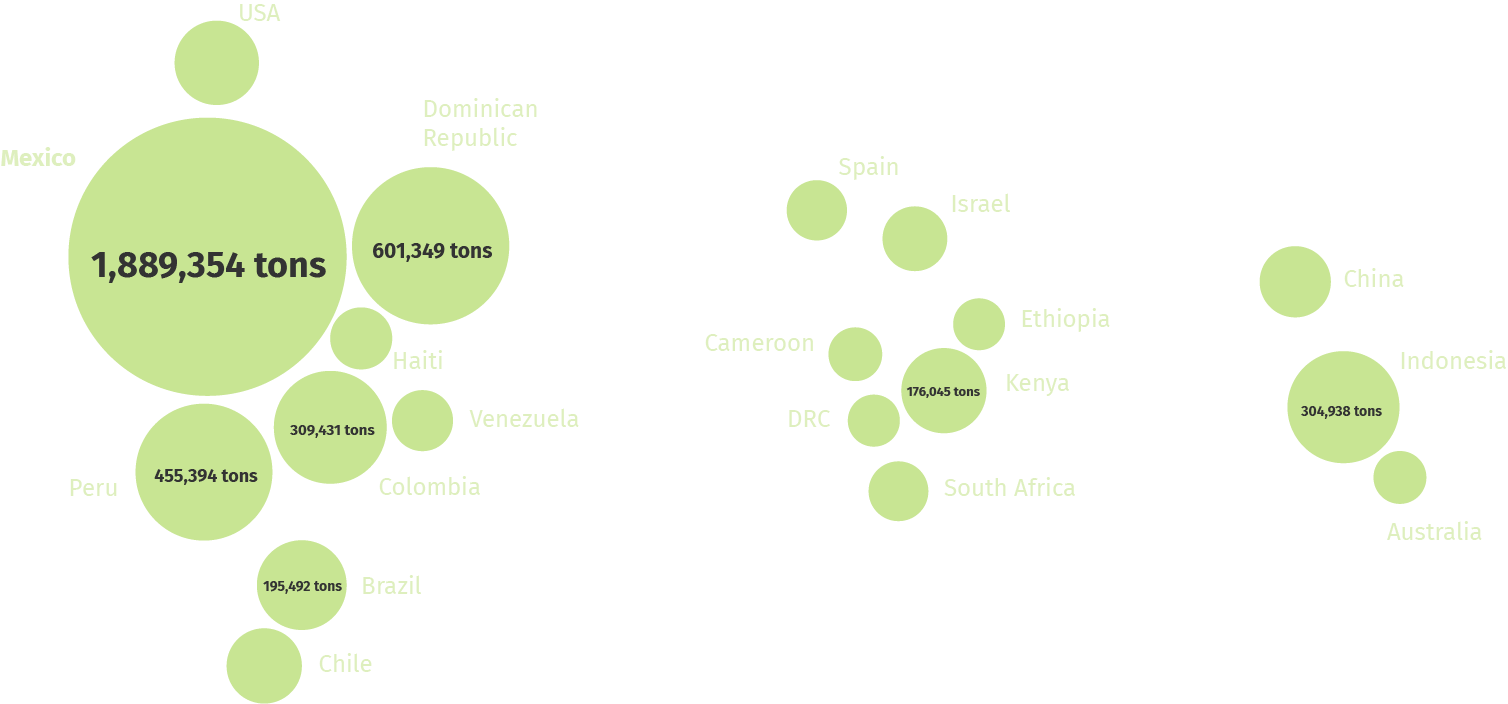 USA
Dominican
Republic
Mexico
1,889,354 tons
601,349 tons
Haiti
309,431 tons
Venezuela
Colombia
455,394 tons
Peru
195,492 tons
Brazil
Chile
Spain
Israel
Ethiopia
Cameroon
Kenya
176,045 tons
DRC
South Africa
China
Indonesia
304,938 tons
Australia